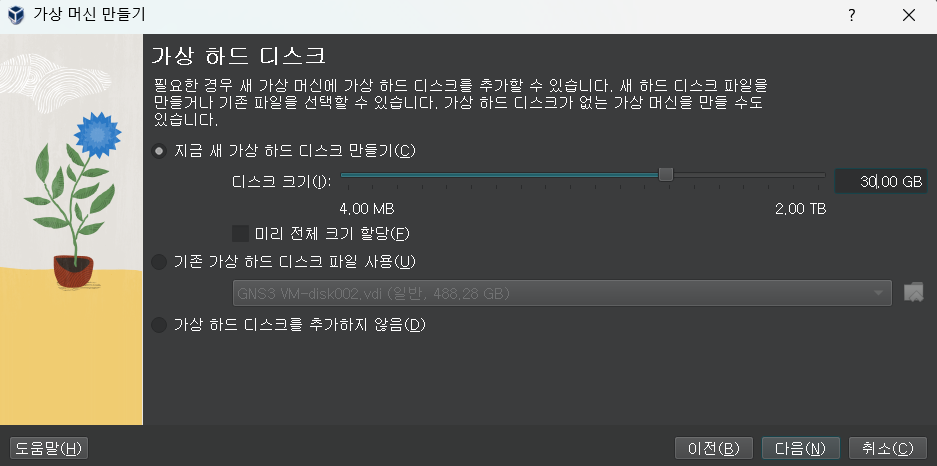 가상 머신 만들기
?
가상 하드 디스크
필요한 경우 새 가상 머신에 가상 하드 디스크를 추가할 수 있습니다. 새 하드 디스크 파일을
만들거나 기존 파일을 선택할 수 있습니다. 가상 하드 디스크가 없는 가상 머신을 만들 수도
있습니다.
지금 새 가상 하드 디스크 만들기(C)
디스크 크기(I): 30.00 GB
4.00 MB 2.00 TB
미리 전체 크기 할당(F)
기존 가상 하드 디스크 파일 사용(U)
GNS3 VM-disk002.vdi (일반, 488.28 GB)
가상 하드 디스크를 추가하지 않음(D)
도움말(H) 이전(B) 다음(N) 취소(C)